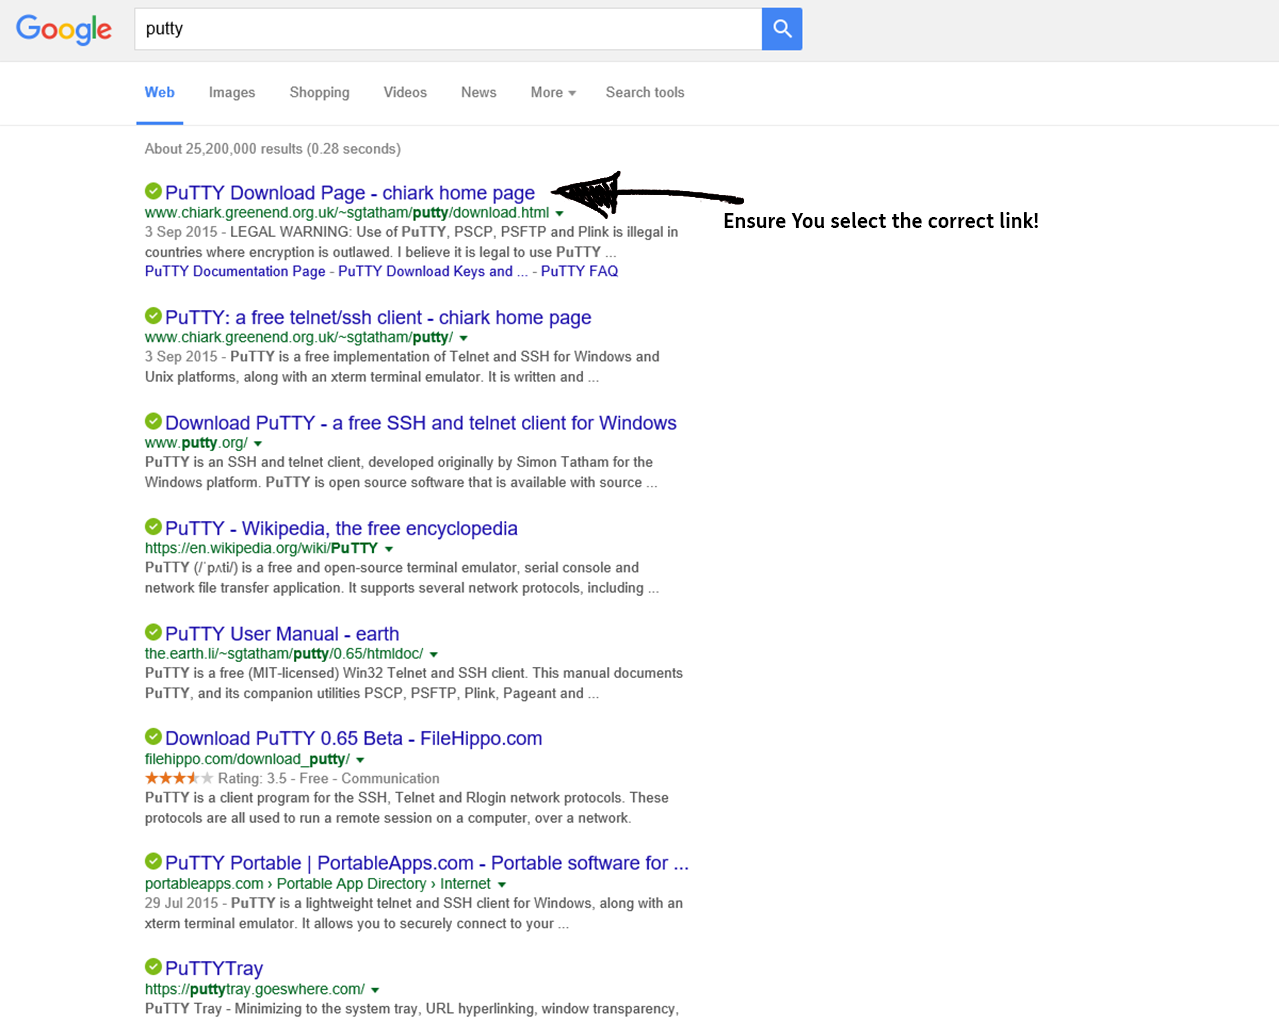 Google
putty
Web Images Shopping Videos News More Search tools
About 25,200,000 results (0.28 seconds)
PuTTY Download Page - chiark home page
www.chiark.greenend.org.uk/~sgtatham/putty/download.html
Ensure You select the correct link!
3 Sep 2015 - LEGAL WARNING: Use of PuTTY, PSCP, PSFTP and Plink is illegal in
countries where encryption is outlawed. I believe it is legal to use PuTTY ...
PuTTY Documentation Page - PuTTY Download Keys and ... - PuTTY FAQ
PuTTY: a free telnet/ssh client - chiark home page
www.chiark.greenend.org.uk/~sgtatham/putty/
3 Sep 2015 - PuTTY is a free implementation of Telnet and SSH for Windows and
Unix platforms, along with an xterm terminal emulator. It is written and ...
Download PuTTY - a free SSH and telnet client for Windows
www.putty.org/
PuTTY is an SSH and telnet client, developed originally by Simon Tatham for the
Windows platform. PuTTY is open source software that is available with source ...
PuTTY - Wikipedia, the free encyclopedia
https://en.wikipedia.org/wiki/PuTTY
PuTTY (/ˈpʌti/) is a free and open-source terminal emulator, serial console and
network file transfer application. It supports several network protocols, including ...
PuTTY User Manual - earth
the.earth.li/~sgtatham/putty/0.65/htmldoc/
PuTTY is a free (MIT-licensed) Win32 Telnet and SSH client. This manual documents
PuTTY, and its companion utilities PSCP, PSFTP, Plink, Pageant and ...
Download PuTTY 0.65 Beta - FileHippo.com
filehippo.com/download_putty/
Rating: 3.5 - Free - Communication
PuTTY is a client program for the SSH, Telnet and Rlogin network protocols. These
protocols are all used to run a remote session on a computer, over a network.
PuTTY Portable | PortableApps.com - Portable software for ...
portableapps.com › Portable App Directory › Internet
29 Jul 2015 - PuTTY is a lightweight telnet and SSH client for Windows, along with an
xterm terminal emulator. It allows you to securely connect to your ...
PuTTYTray
https://puttytray.goeswhere.com/
PuTTY Tray - Minimizing to the system tray, URL hyperlinking, window transparency,